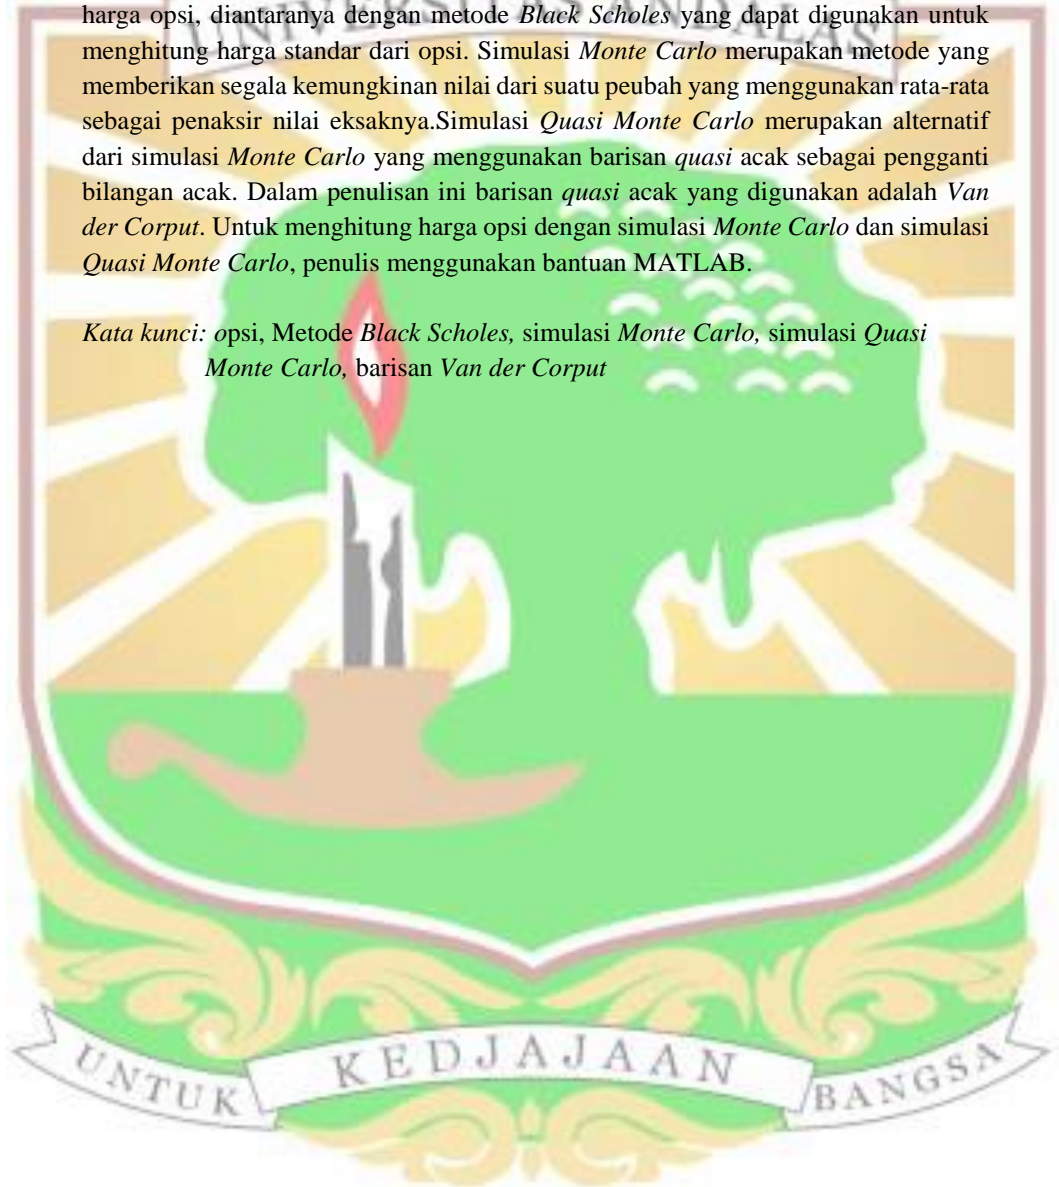 harga opsi, diantaranya dengan metode Black Scholes yang dapat digunakan untuk
menghitung harga standar dari opsi. Simulasi Monte Carlo merupakan metode yang
memberikan segala kemungkinan nilai dari suatu peubah yang menggunakan rata-rata
sebagai penaksir nilai eksaknya.Simulasi Quasi Monte Carlo merupakan alternatif
dari simulasi Monte Carlo yang menggunakan barisan quasi acak sebagai pengganti
bilangan acak. Dalam penulisan ini barisan quasi acak yang digunakan adalah Van
der Corput. Untuk menghitung harga opsi dengan simulasi Monte Carlo dan simulasi
Quasi Monte Carlo, penulis menggunakan bantuan MATLAB.
Kata kunci: opsi, Metode Black Scholes, simulasi Monte Carlo, simulasi Quasi
Monte Carlo, barisan Van der Corput
UNTUK KEDJAJAAN BANGSA